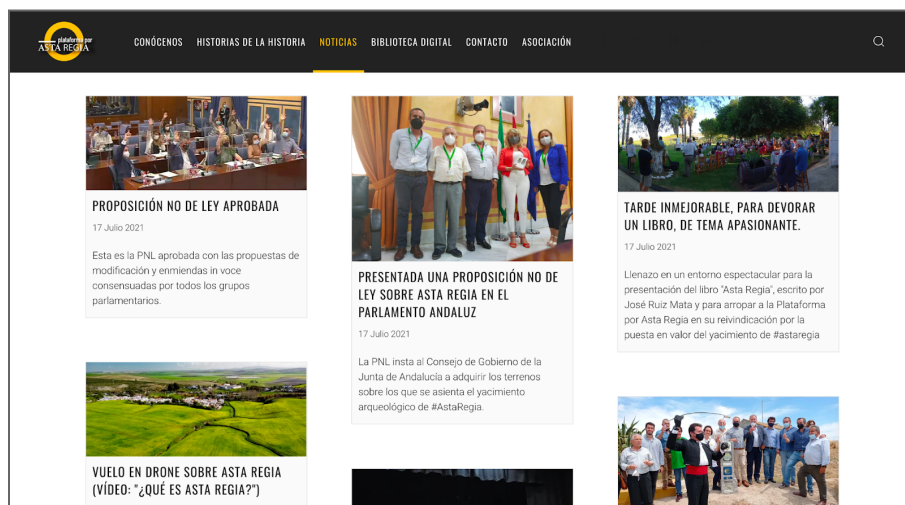 plataforma por
ASTA REGIA
CONÓCENOS HISTORIAS DE LA HISTORIA NOTICIAS BIBLIOTECA DIGITAL CONTACTO ASOCIACIÓN
PROPOSICIÓN NO DE LEY APROBADA
17 Julio 2021
Esta es la PNL aprobada con las propuestas de
modificación y enmiendas in voce
consensuadas por todos los grupos
parlamentarios.
VUELO EN DRONE SOBRE ASTA REGIA
(VÍDEO: "¿QUÉ ES ASTA REGIA?")
PRESENTADA UNA PROPOSICIÓN NO DE
LEY SOBRE ASTA REGIA EN EL
PARLAMENTO ANDALUZ
17 Julio 2021
La PNL insta al Consejo de Gobierno de la
Junta de Andalucía a adquirir los terrenos
sobre los que se asienta el yacimiento
arqueológico de #AstaRegia.
TARDE INMEJORABLE, PARA DEVORAR
UN LIBRO, DE TEMA APASIONANTE.
17 Julio 2021
Llenazo en un entorno espectacular para la
presentación del libro "Asta Regia", escrito por
José Ruiz Mata y para arropar a la Plataforma
por Asta Regia en su reivindicación por la
puesta en valor del yacimiento de #astaregia